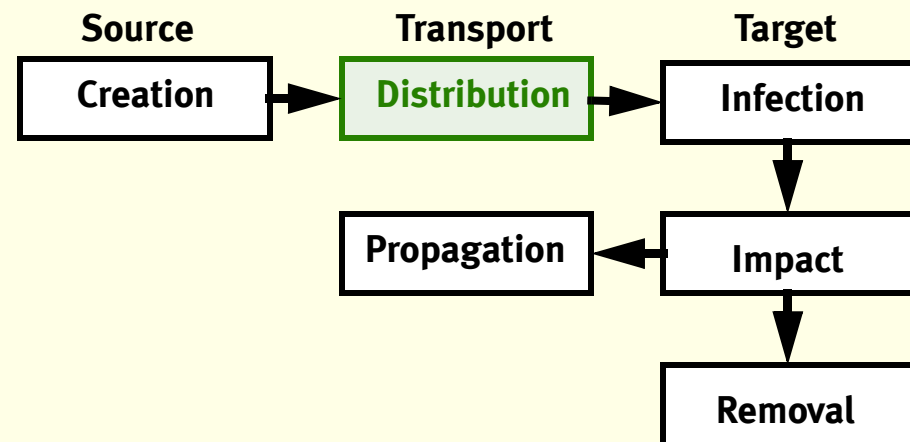 Source Transport Target
Creation Distribution Infection
Propagation Impact
Removal